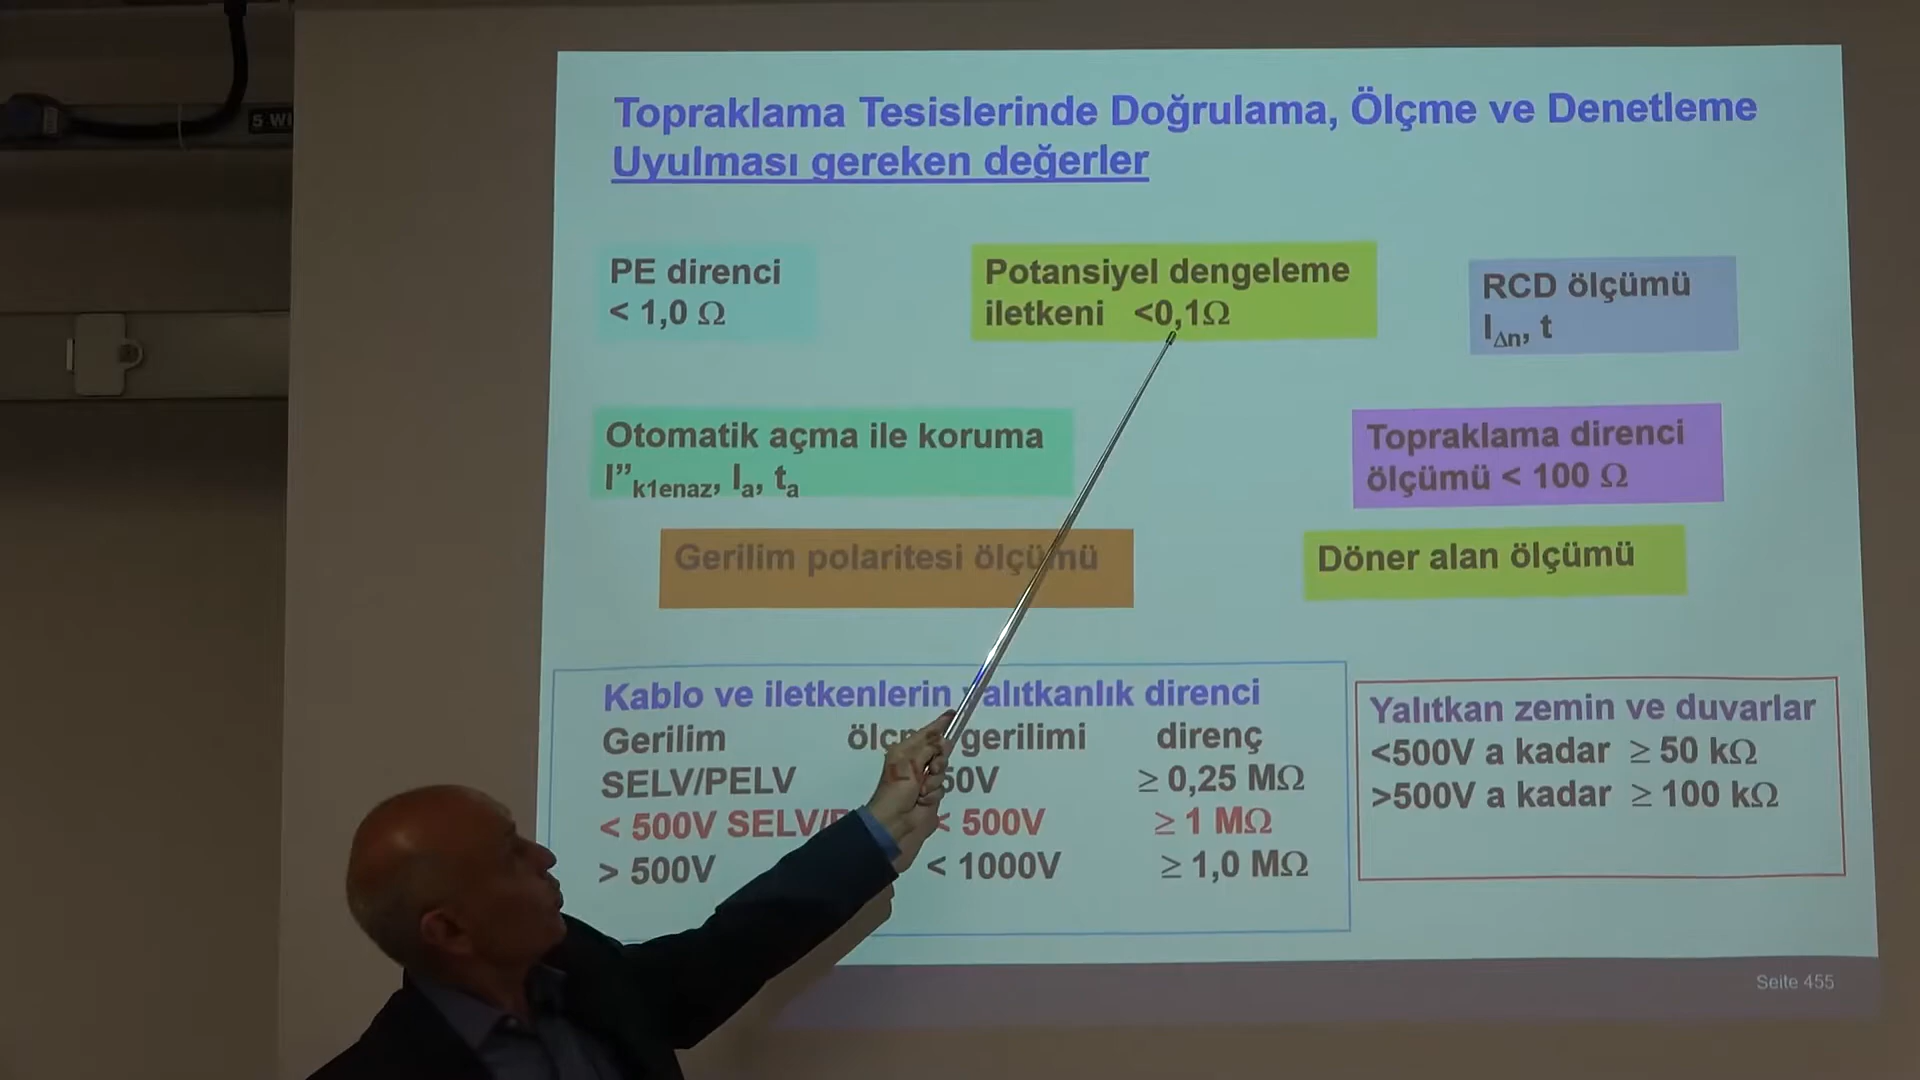 5 WI
Topraklama Tesislerinde Doğrulama, Ölçme ve Denetleme
Uyulması gereken değerler
PE direnci
< 1,0 Ω
Potansiyel dengeleme
iletkeni <0,1Ω
RCD ölçümü
IΔn, t
Otomatik açma ile koruma
I”k1enaz, Ia, ta
Topraklama direnci
ölçümü < 100 Ω
Gerilim polaritesi ölçümü
Döner alan ölçümü
Kablo ve iletkenlerin yalıtkanlık direnci
Gerilim gerilimi direnç
SELV/PELV 50V ≥ 0,25 MΩ
< 500V SELV/P < 500V ≥ 1 MΩ
> 500V < 1000V ≥ 1,0 MΩ
Yalıtkan zemin ve duvarlar
<500V a kadar ≥ 50 kΩ
>500V a kadar ≥ 100 kΩ
Seite 455